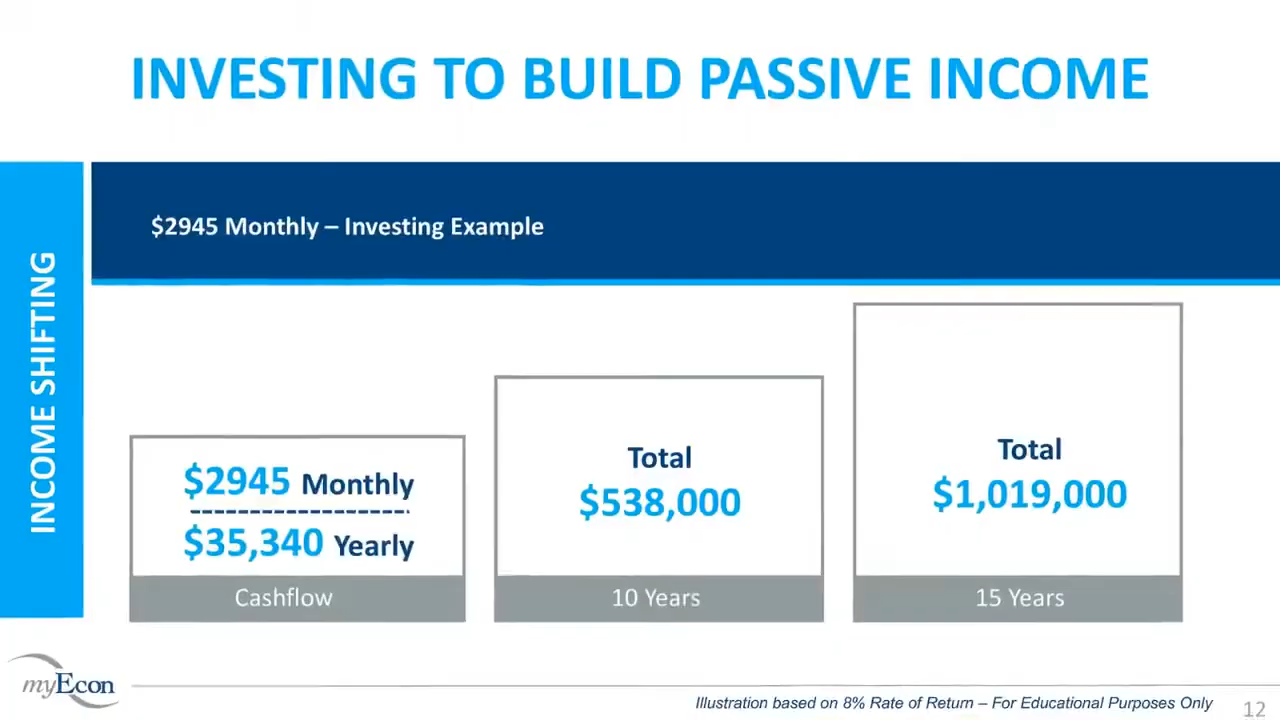 INVESTING TO BUILD PASSIVE INCOME
INCOME SHIFTING
$2945 Monthly – Investing Example
$2945 Monthly
$35,340 Yearly
Cashflow
Total
$538,000
10 Years
Total
$1,019,000
15 Years
myEcon
Illustration based on 8% Rate of Return – For Educational Purposes Only
12